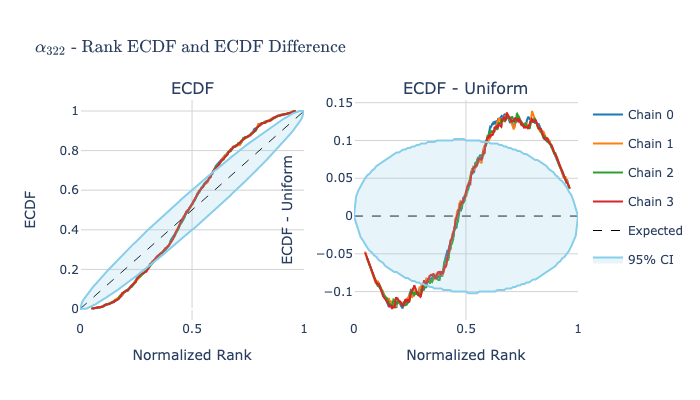 α₃₂₂ - Rank ECDF and ECDF Difference
ECDF
ECDF - Uniform
1
0.8
0.6
0.4
0.2
0
ECDF
0
0.5
1
Normalized Rank
0.15
0.1
0.05
0
−0.05
−0.1
ECDF - Uniform
0
0.5
1
Normalized Rank
Chain 0
Chain 1
Chain 2
Chain 3
Expected
95% CI